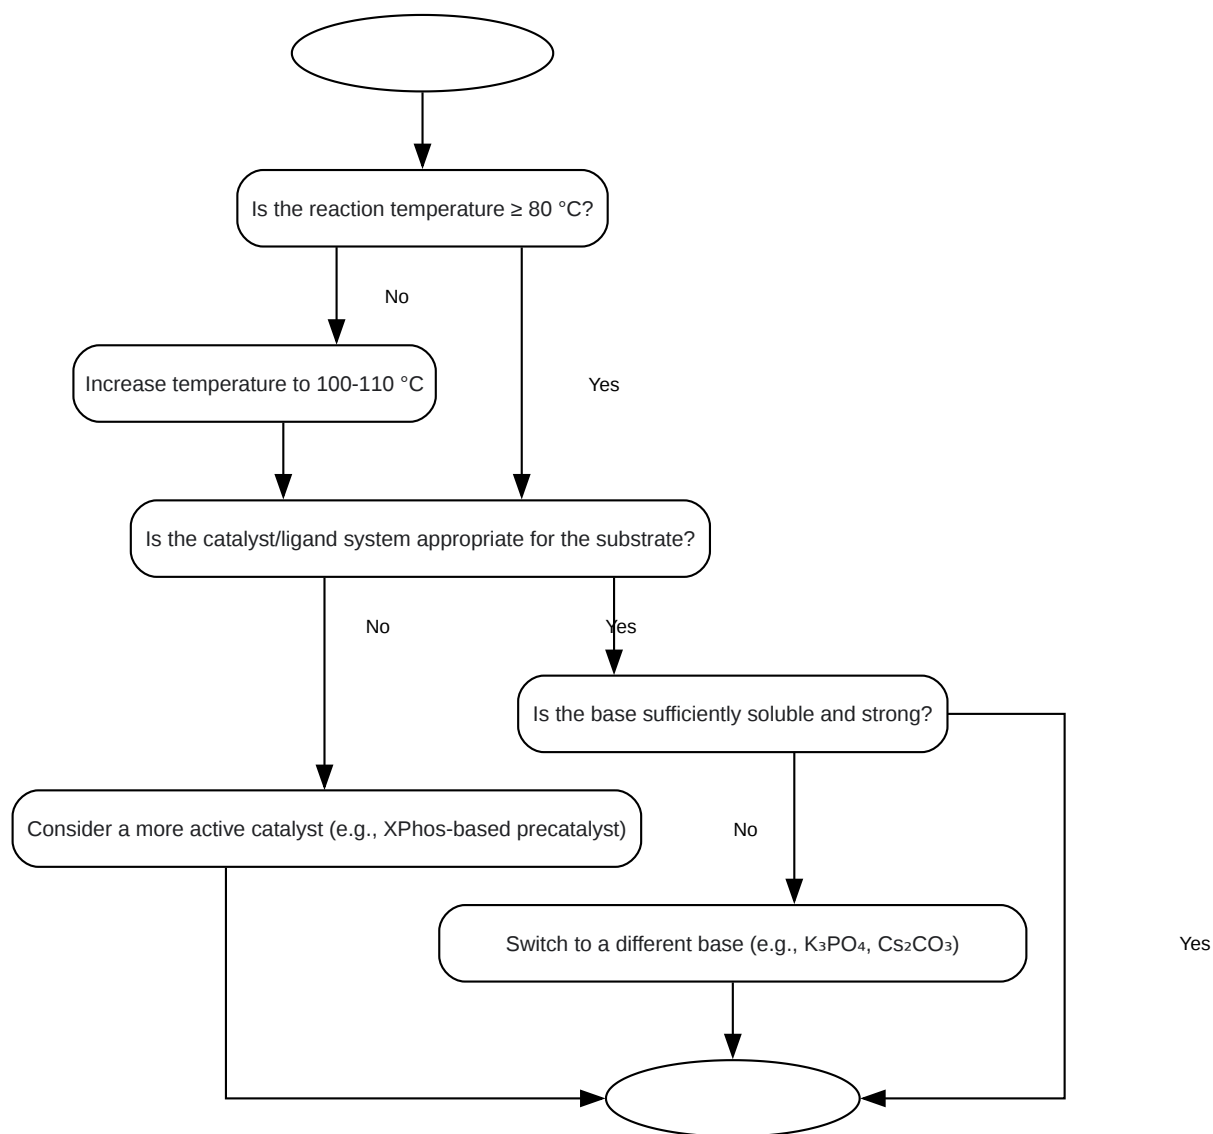 Is the reaction temperature ≥ 80 °C?
No
Increase temperature to 100-110 °C
Yes
Is the catalyst/ligand system appropriate for the substrate?
No
Yes
Is the base sufficiently soluble and strong?
Consider a more active catalyst (e.g., XPhos-based precatalyst)
No
Switch to a different base (e.g., K₃PO₄, Cs₂CO₃)
Yes